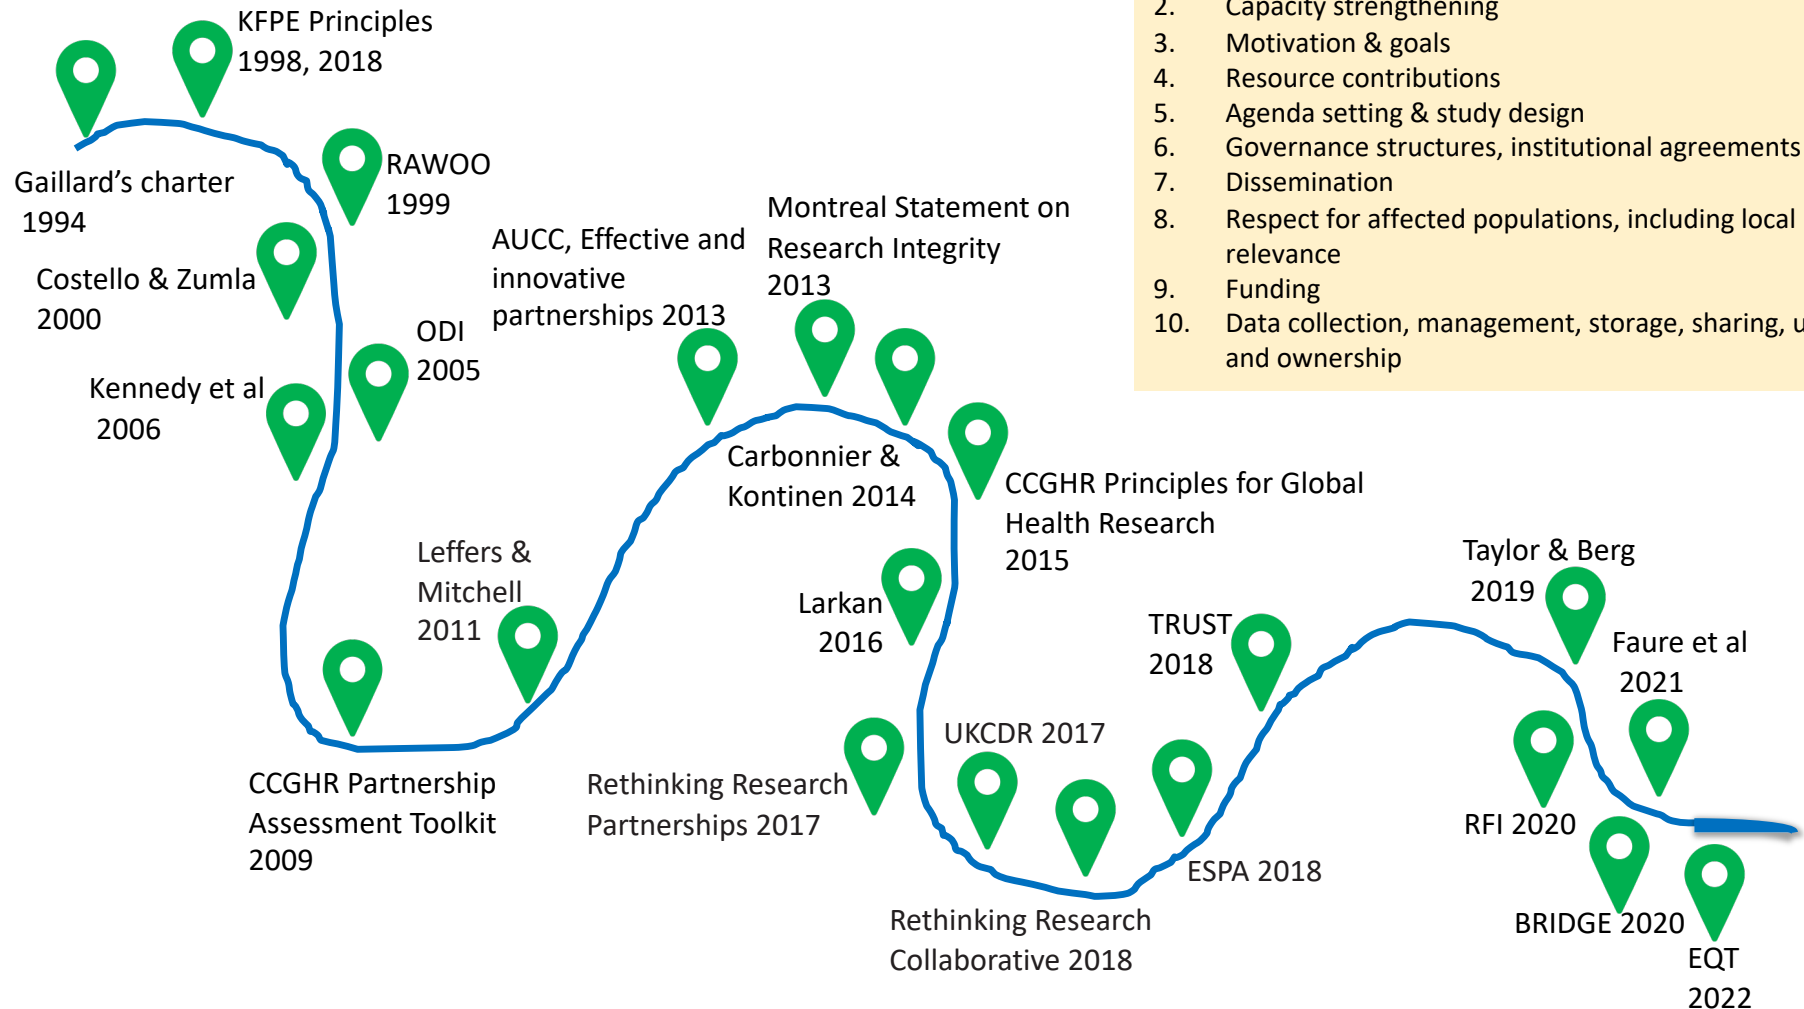 KFPE Principles
1998, 2018
Gaillard's charter
1994
RAWOO
1999
Costello & Zumla
2000
ODI
2005
Kennedy et al
2006
CCGHR Partnership
Assessment Toolkit
2009
Leffers &
Mitchell
2011
AUCC, Effective and
innovative
partnerships 2013
Montreal Statement on
Research Integrity
2013
Carbonnier &
Kontinen 2014
CCGHR Principles for Global
Health Research
2015
Larkan
2016
Rethinking Research
Partnerships 2017
UKCDR 2017
Rethinking Research
Collaborative 2018
ESPA 2018
TRUST
2018
Taylor & Berg
2019
RFI 2020
BRIDGE 2020
Faure et al
2021
EQT
2022
2. Capacity strengthening
3. Motivation & goals
4. Resource contributions
5. Agenda setting & study design
6. Governance structures, institutional agreements
7. Dissemination
8. Respect for affected populations, including local
relevance
9. Funding
10. Data collection, management, storage, sharing,
and ownership